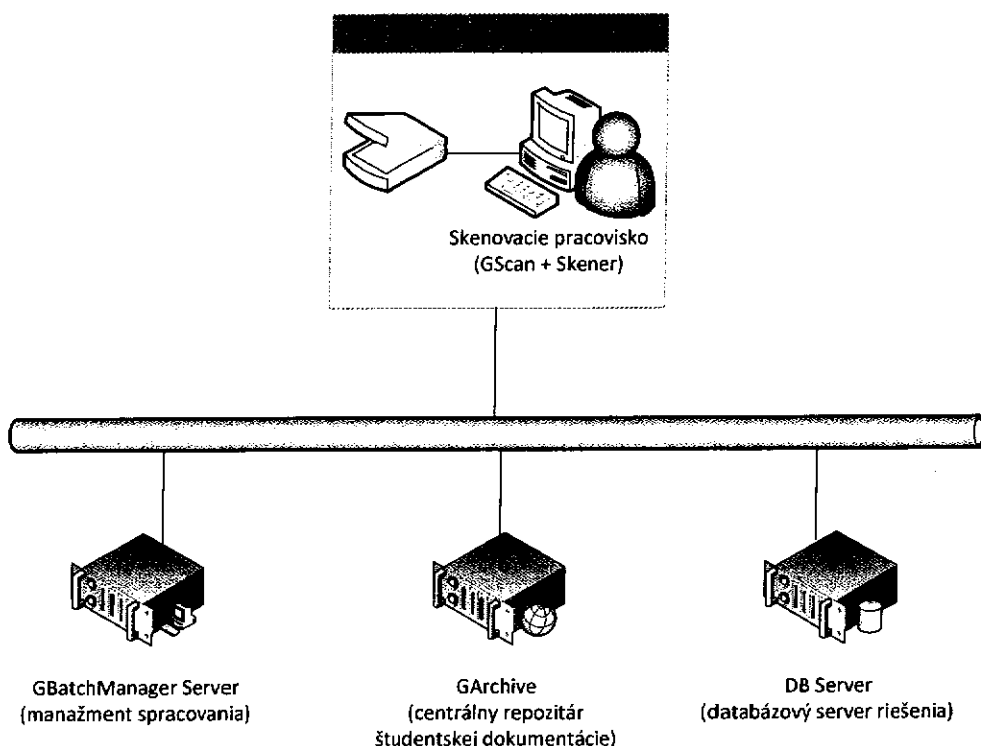 Skenovacie pracovisko
(GScan + Skener)
GBatchManager Server
(manažment spracovania)
GArchive
(centrálny repozitár
študentskej dokumentácie)
DB Server
(databázový server riešenia)